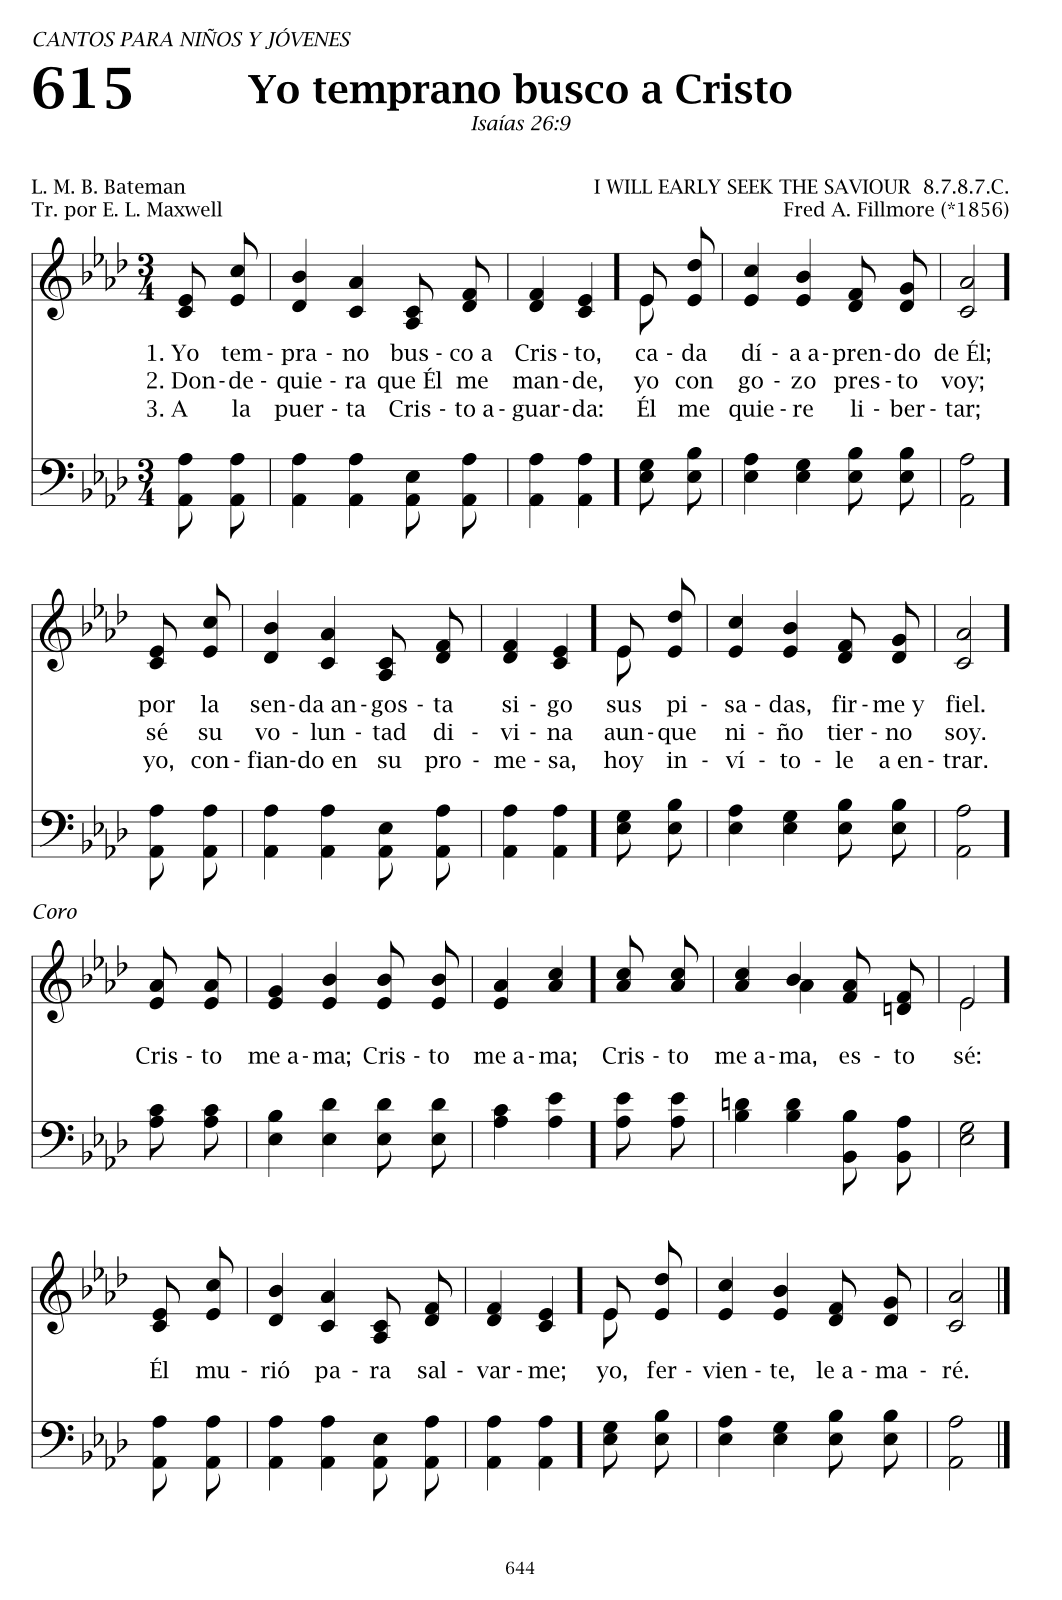 CANTOS PARA NIÑOS Y JÓVENES
615 Yo temprano busco a Cristo
Isaías 26:9
L. M. B. Bateman I WILL EARLY SEEK THE SAVIOUR 8.7.8.7.C.
Tr. por E. L. Maxwell Fred A. Fillmore (*1856)
3 4
1. Yo tem - pra - no bus - co a Cris - to, ca - da dí - a a - pren - do de Él;
2. Don - de - quie - ra que Él me man - de, yo con go - zo pres - to voy;
3. A la puer - ta Cris - to a - guar - da: Él me quie - re li - ber - tar;
3 4
por la sen - da an - gos - ta si - go sus pi - sa - das, fir - me y fiel.
sé su vo - lun - tad di - vi - na aun - que ni - ño tier - no soy.
yo, con - fian - do en su pro - me - sa, hoy in - ví - to - le a en - trar.
Coro
Cris - to me a - ma; Cris - to me a - ma; Cris - to me a - ma, es - to sé:
Él mu - rió pa - ra sal - var - me; yo, fer - vien - te, le a - ma - ré.
644